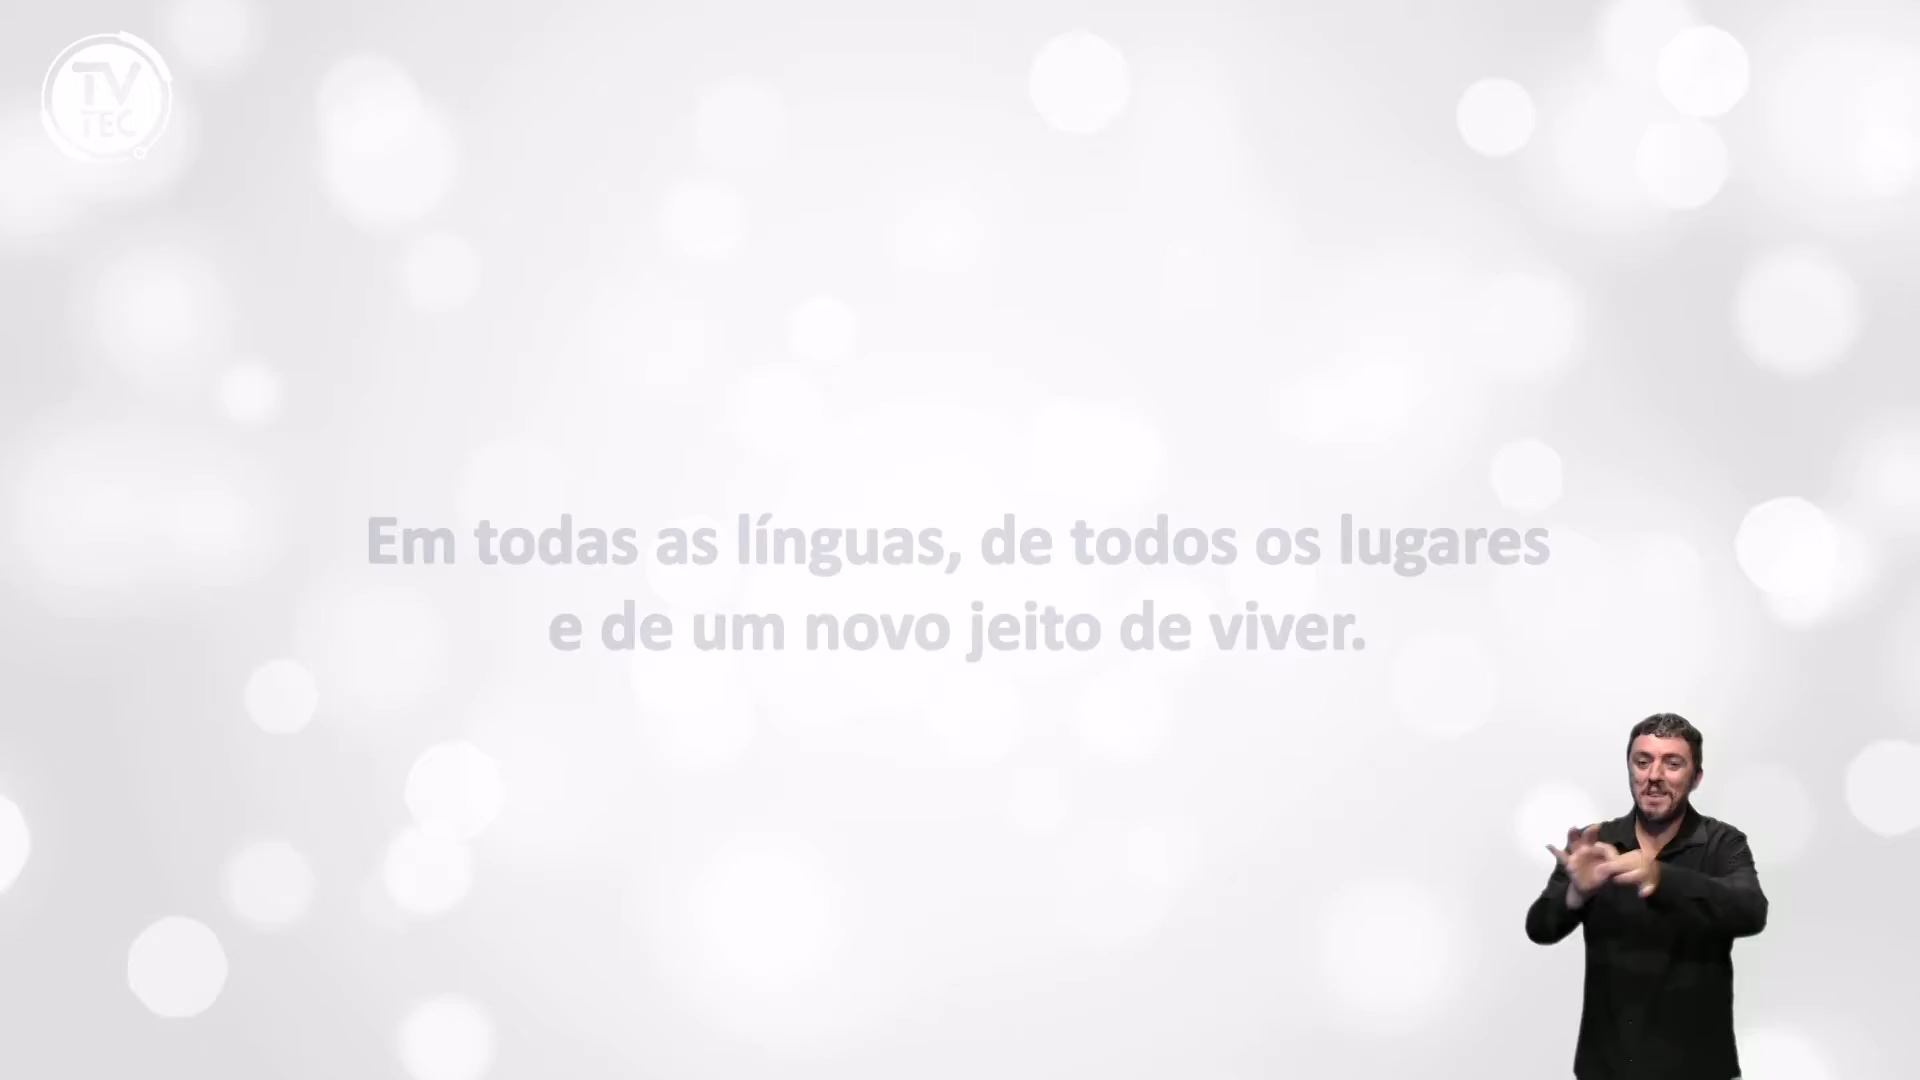 TV
TEC
Em todas as línguas, de todos os lugares
e de um novo jeito de viver.